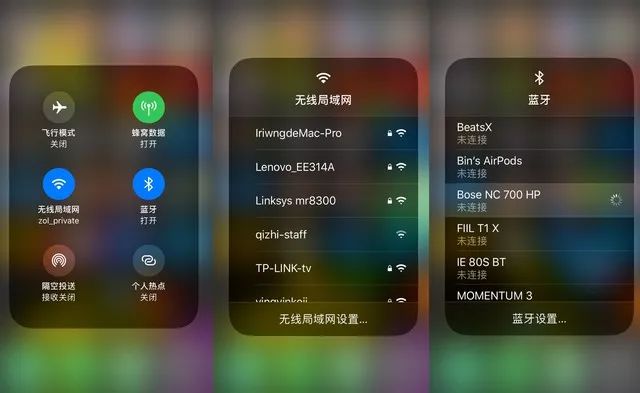 飞行模式
关闭
蜂窝数据
打开
无线局域网
zol_private
蓝牙
打开
隔空投送
接收关闭
个人热点
关闭
无线局域网
IriwngdeMac-Pro
Lenovo_EE314A
Linksys mr8300
qizhi-staff
TP-LINK-tv
无线局域网设置...
蓝牙
BeatsX
未连接
Bin's AirPods
未连接
Bose NC 700 HP
未连接
FIIL T1 X
未连接
IE 80S BT
未连接
MOMENTUM 3
蓝牙设置...